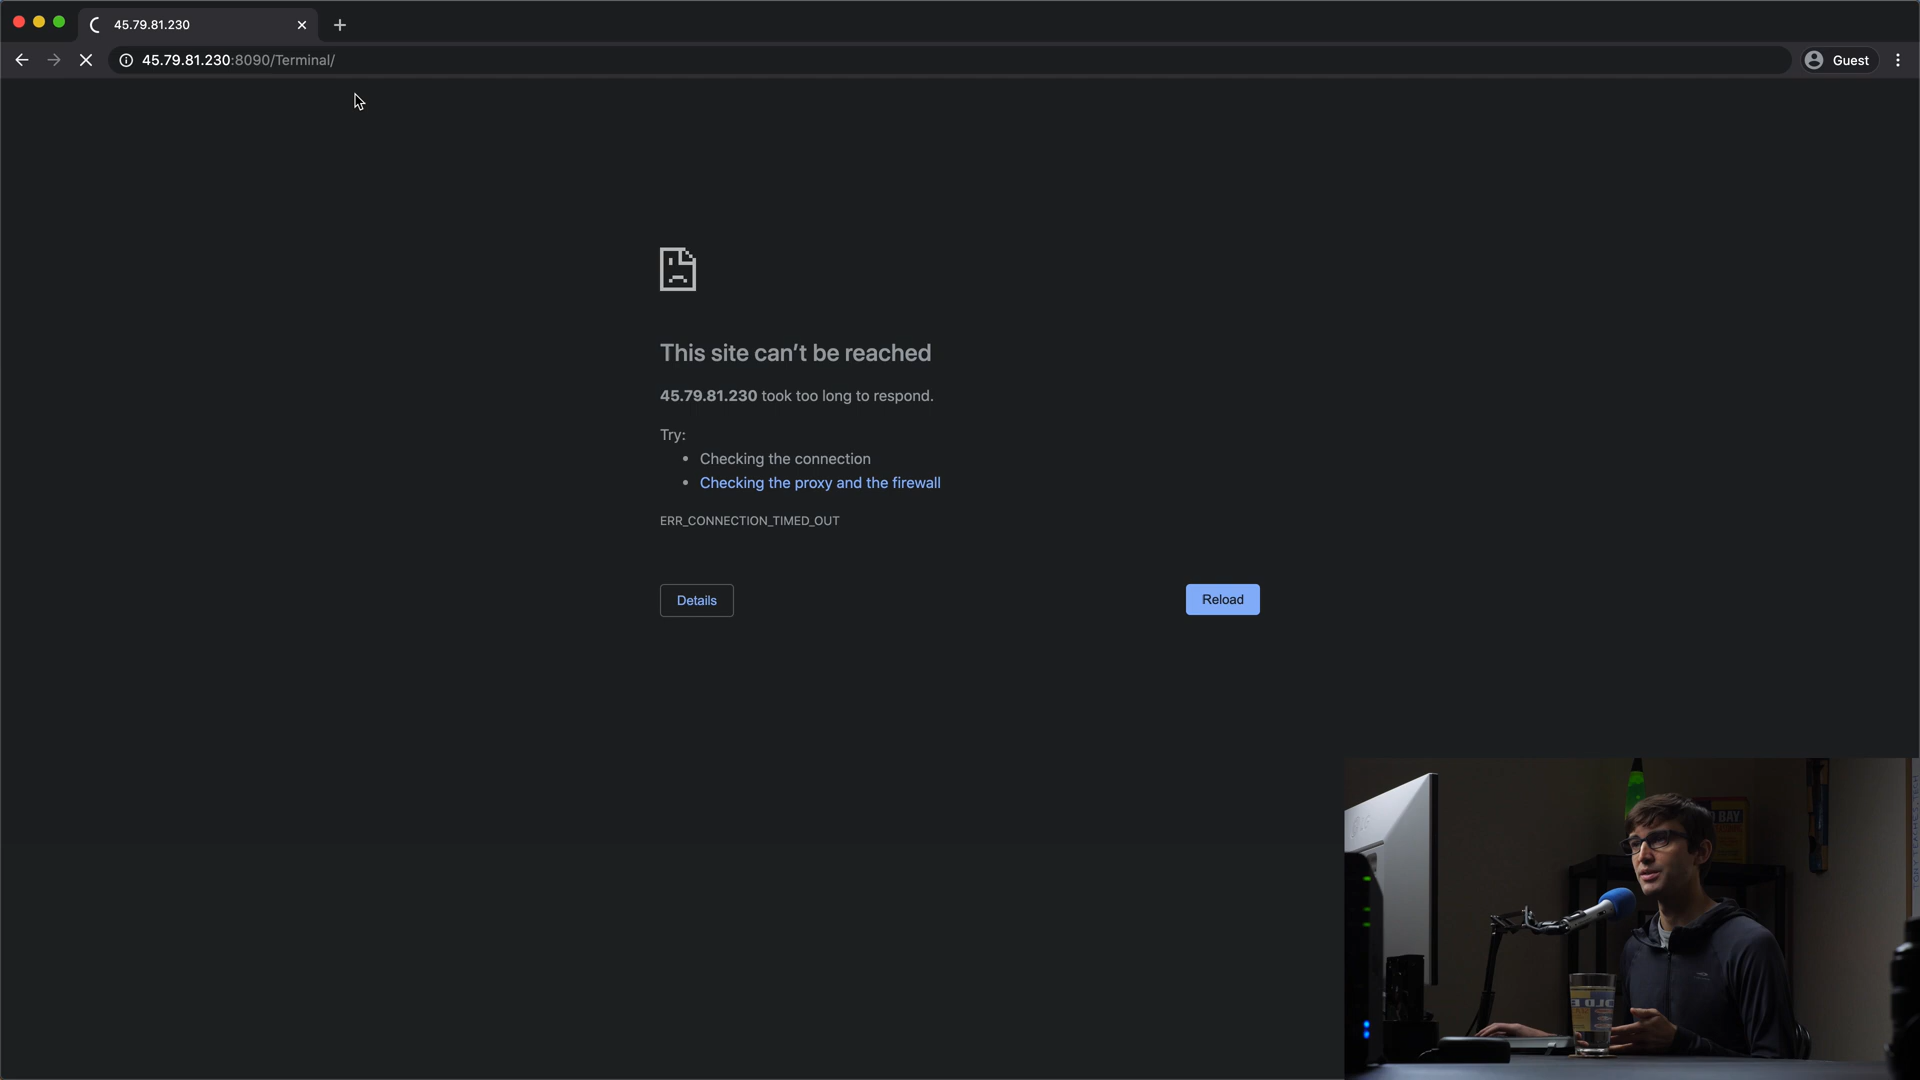 45.79.81.230
45.79.81.230:8090/Terminal/
Guest
This site can't be reached
45.79.81.230 took too long to respond.
Try:
• Checking the connection
• Checking the proxy and the firewall
ERR_CONNECTION_TIMED_OUT
Details
Reload
BAY